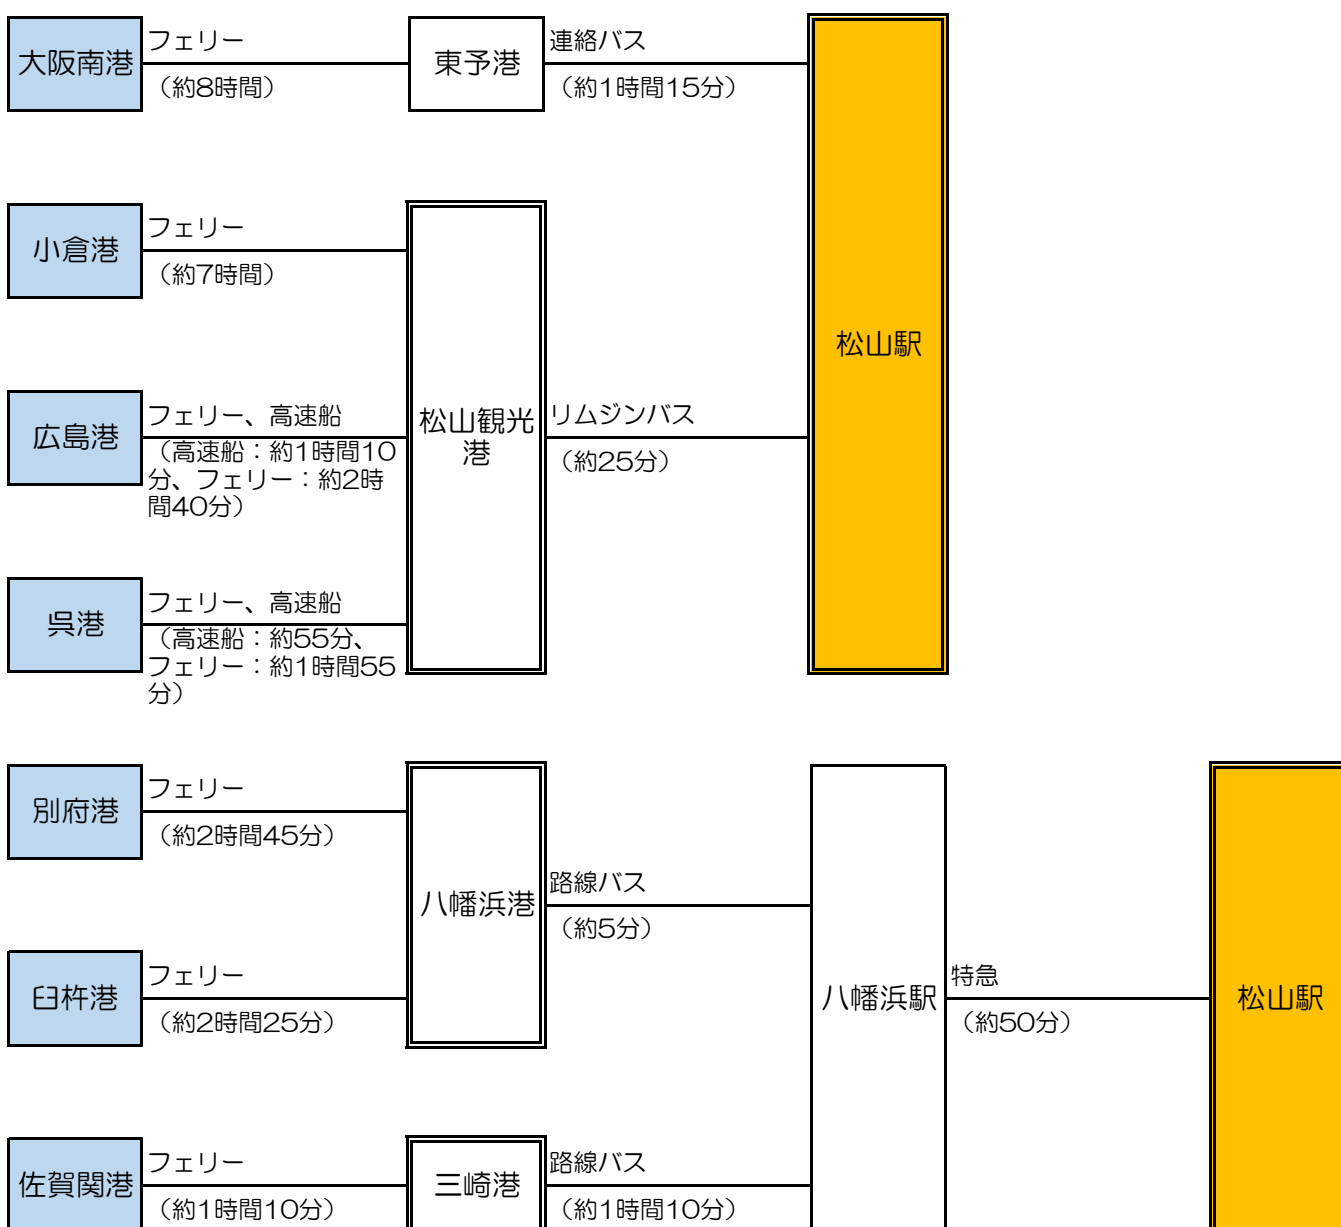 大阪南港
フェリー
（約8時間）
東予港
連絡バス
（約1時間15分）
小倉港
フェリー
（約7時間）
松山駅
広島港
フェリー、高速船
（高速船：約1時間10
分、フェリー：約2時
間40分）
松山観光
港
リムジンバス
（約25分）
呉港
フェリー、高速船
（高速船：約55分、
フェリー：約1時間55
分）
別府港
フェリー
（約2時間45分）
八幡浜港
路線バス
（約5分）
臼杵港
フェリー
（約2時間25分）
八幡浜駅
特急
（約50分）
松山駅
佐賀関港
フェリー
（約1時間10分）
三崎港
路線バス
（約1時間10分）